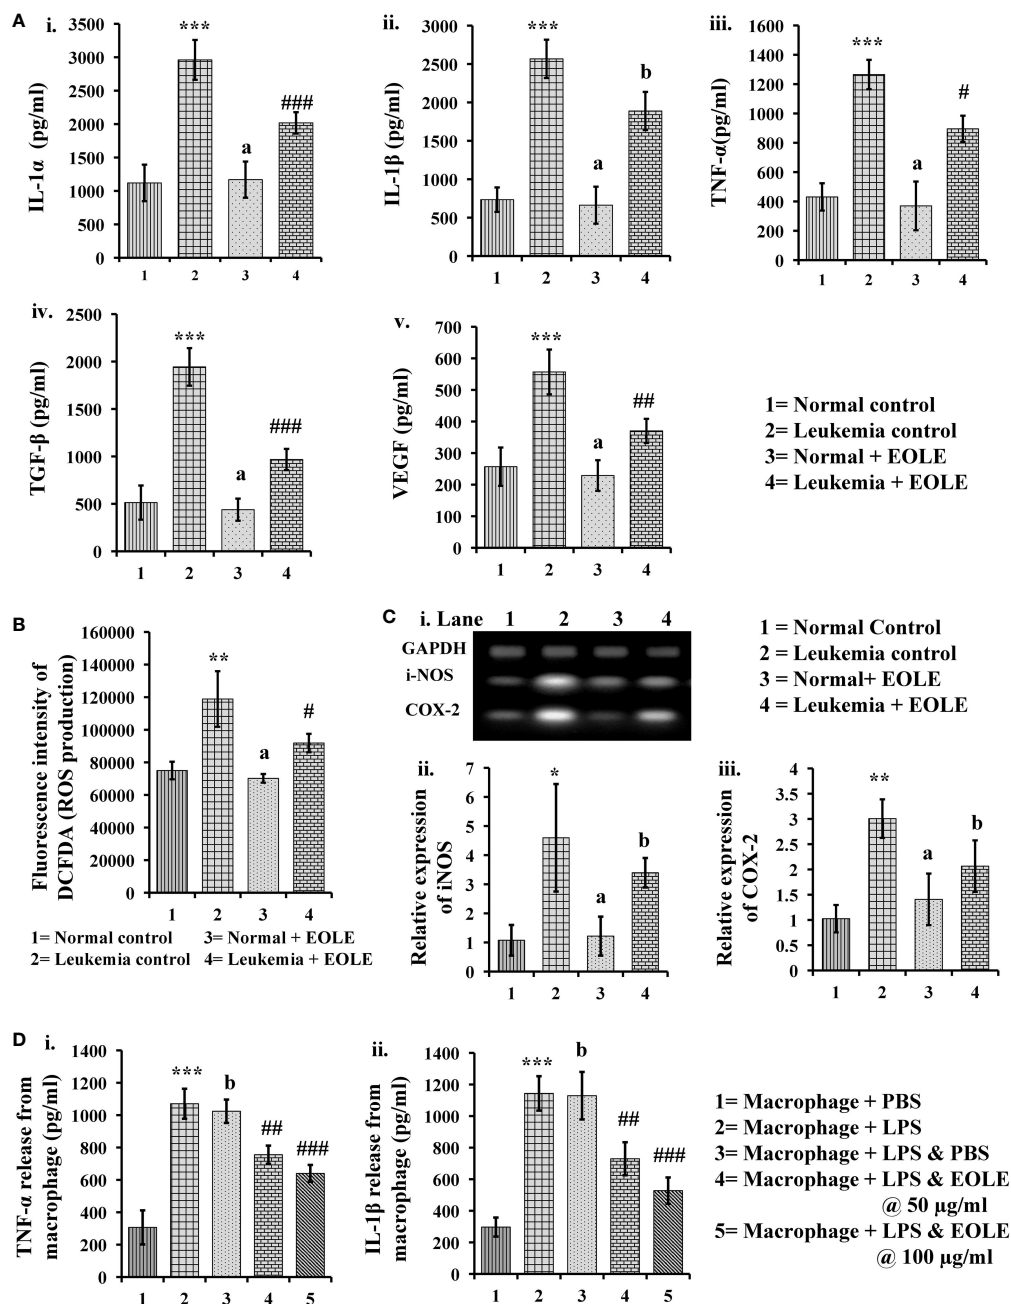 A
i.
IL-1α (pg/ml)
3500
3000
2500
2000
1500
1000
500
0
***
a
###
1 2 3 4
ii.
IL-1β (pg/ml)
3000
2500
2000
1500
1000
500
0
***
a
b
1 2 3 4
iii.
TNF-α(pg/ml)
1600
1400
1200
1000
800
600
400
200
0
***
a
#
1 2 3 4
iv.
TGF-β (pg/ml)
2500
2000
1500
1000
500
0
***
a
###
1 2 3 4
v.
VEGF (pg/ml)
700
600
500
400
300
200
100
0
***
a
##
1 2 3 4
1= Normal control
2= Leukemia control
3= Normal + EOLE
4= Leukemia + EOLE
B
Fluorescence intensity of
DCFDA (ROS production)
160000
140000
120000
100000
80000
60000
40000
20000
0
**
a
#
1 2 3 4
1= Normal control 3= Normal + EOLE
2= Leukemia control 4= Leukemia + EOLE
C
i. Lane 1 2 3 4
GAPDH
i-NOS
COX-2
1 = Normal Control
2 = Leukemia control
3 = Normal+ EOLE
4 = Leukemia + EOLE
ii.
Relative expression
of iNOS
7
6
5
4
3
2
1
0
*
a
b
1 2 3 4
iii.
Relative expression
of COX-2
4
3.5
3
2.5
2
1.5
1
0.5
0
**
a
b
1 2 3 4
D
i.
TNF-α release from
macrophage (pg/ml)
1400
1200
1000
800
600
400
200
0
***
b
##
###
1 2 3 4 5
ii.
IL-1β release from
macrophage (pg/ml)
1400
1200
1000
800
600
400
200
0
***
b
##
###
1 2 3 4 5
1= Macrophage + PBS
2= Macrophage + LPS
3= Macrophage + LPS & PBS
4= Macrophage + LPS & EOLE
@ 50 µg/ml
5= Macrophage + LPS & EOLE
@ 100 µg/ml